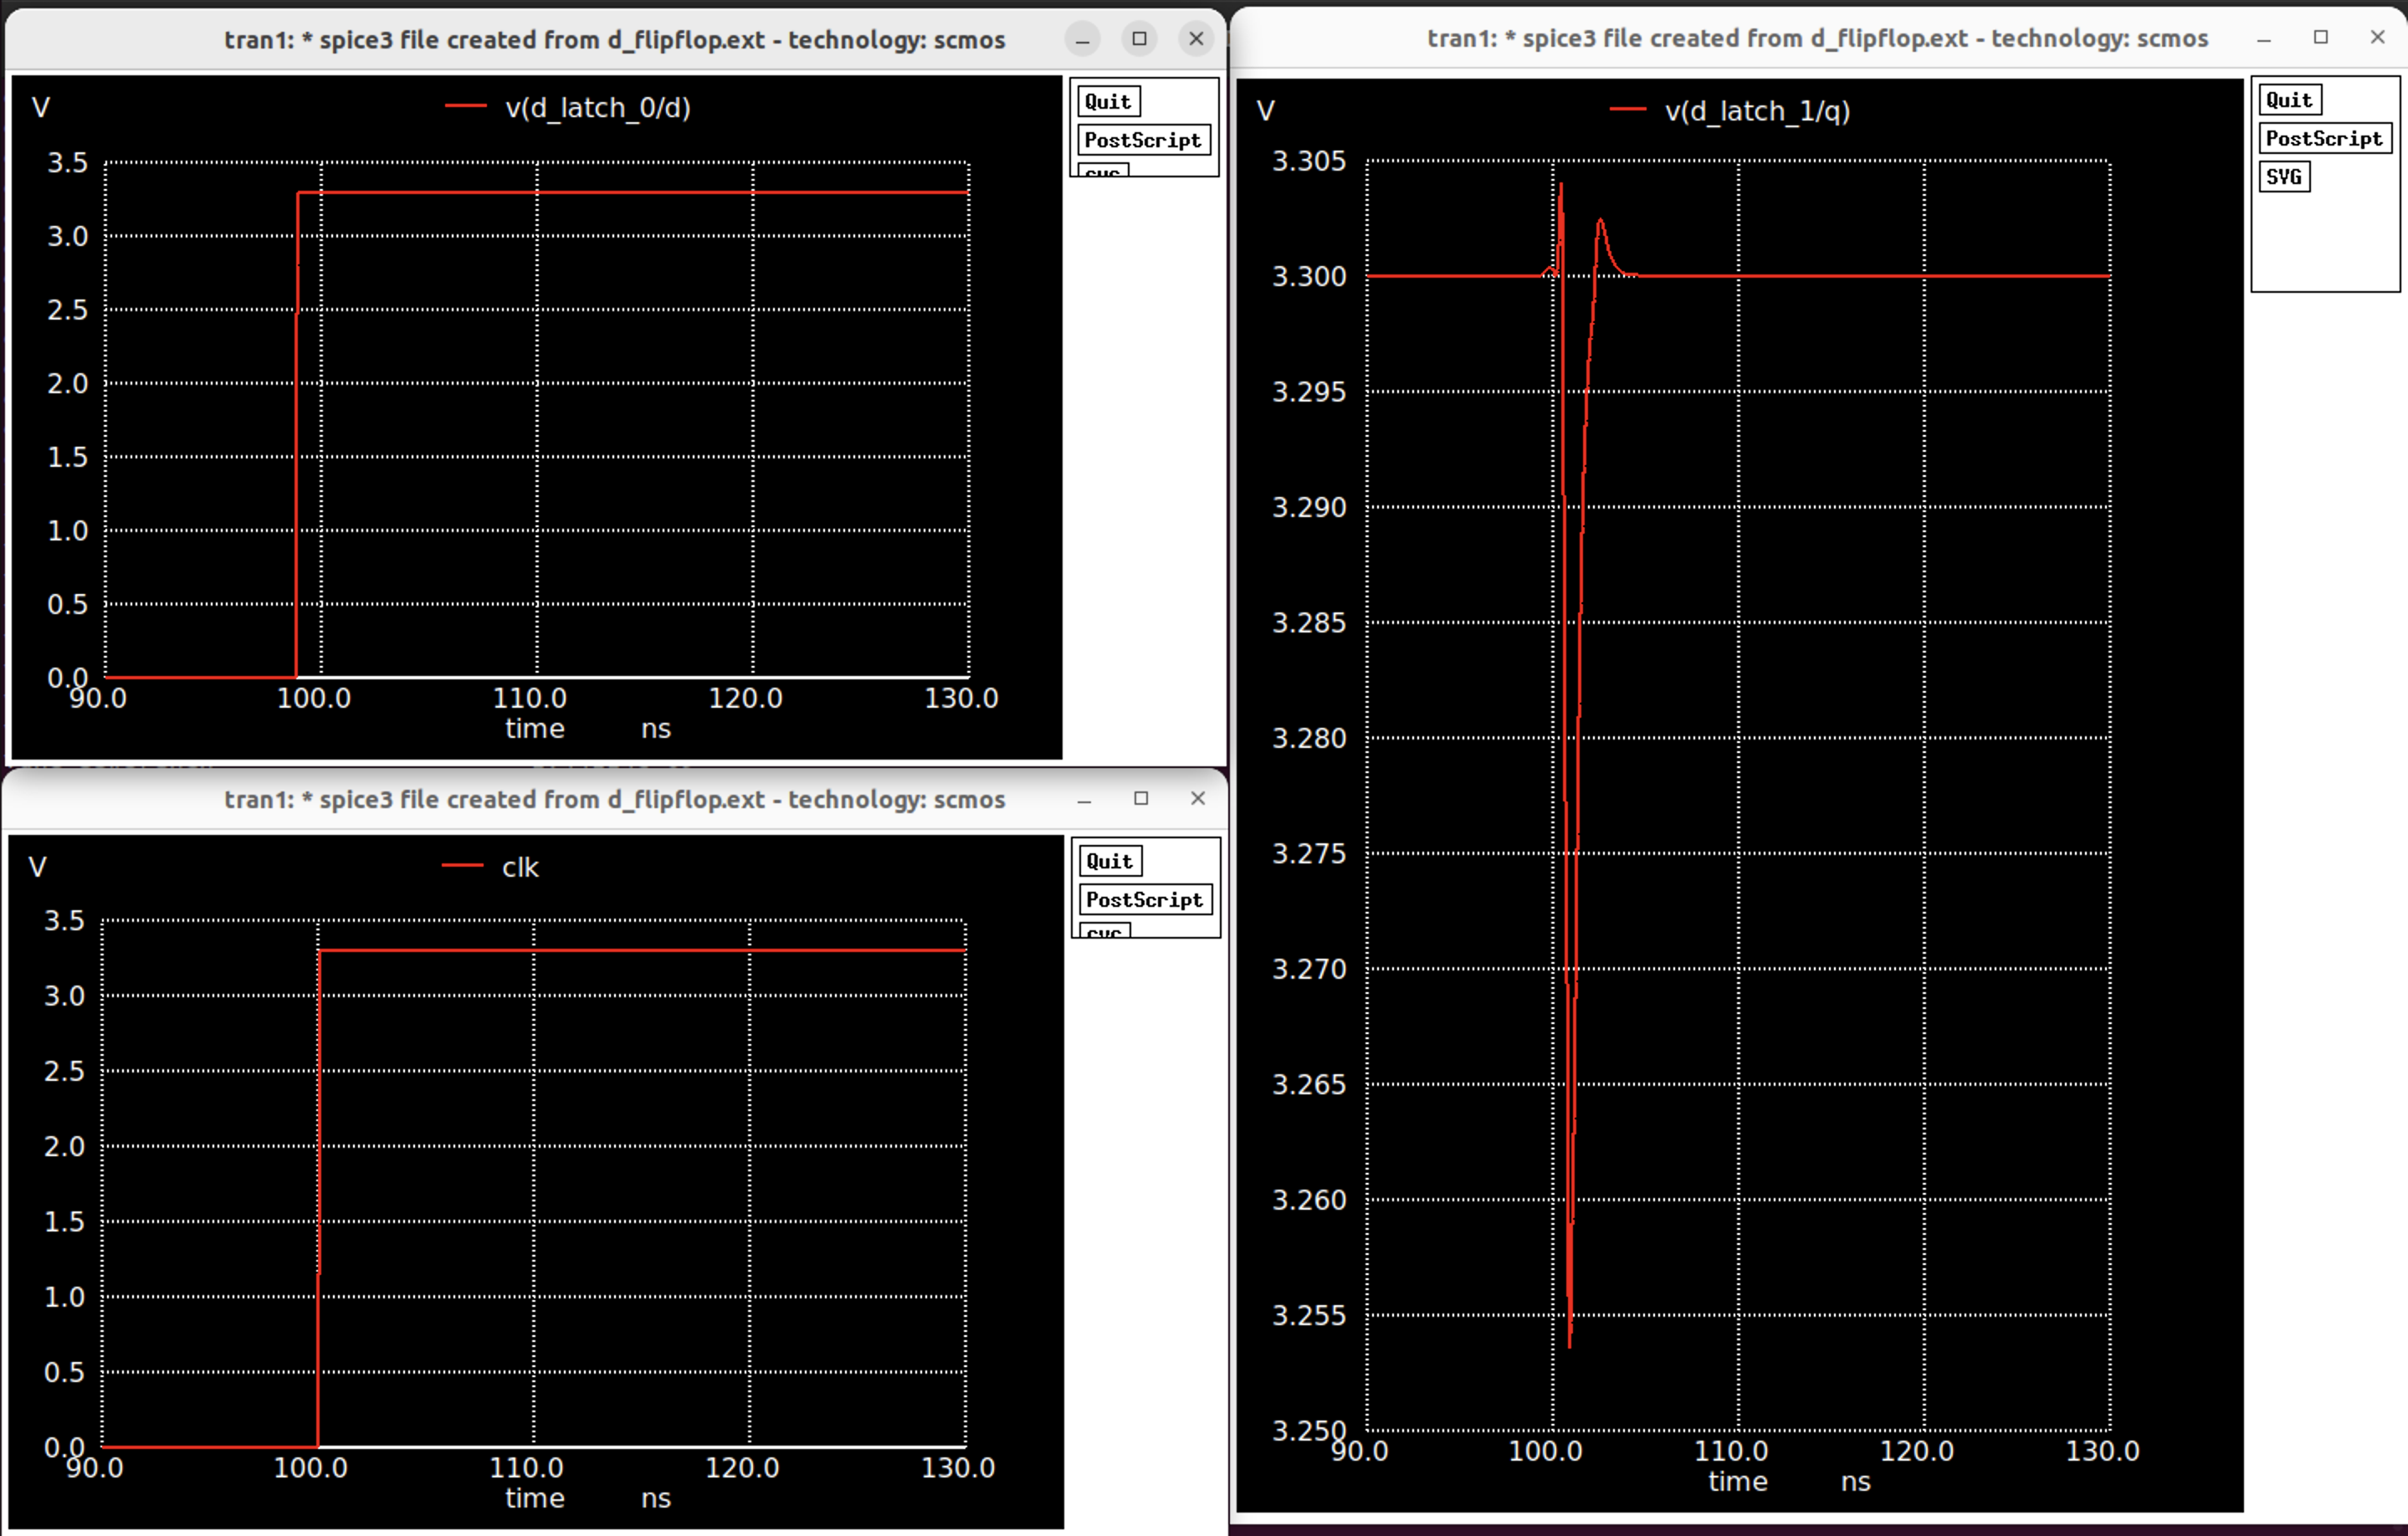 tran1: * spice3 file created from d_flipflop.ext - technology: scmos
V
v(d_latch_0/d)
Quit
PostScript
SVG
3.5
3.0
2.5
2.0
1.5
1.0
0.5
0.0
90.0 100.0 110.0 120.0 130.0
time ns
tran1: * spice3 file created from d_flipflop.ext - technology: scmos
V
clk
Quit
PostScript
SVG
3.5
3.0
2.5
2.0
1.5
1.0
0.5
0.0
90.0 100.0 110.0 120.0 130.0
time ns
tran1: * spice3 file created from d_flipflop.ext - technology: scmos
V
v(d_latch_1/q)
Quit
PostScript
SVG
3.305
3.300
3.295
3.290
3.285
3.280
3.275
3.270
3.265
3.260
3.255
3.250
90.0 100.0 110.0 120.0 130.0
time ns